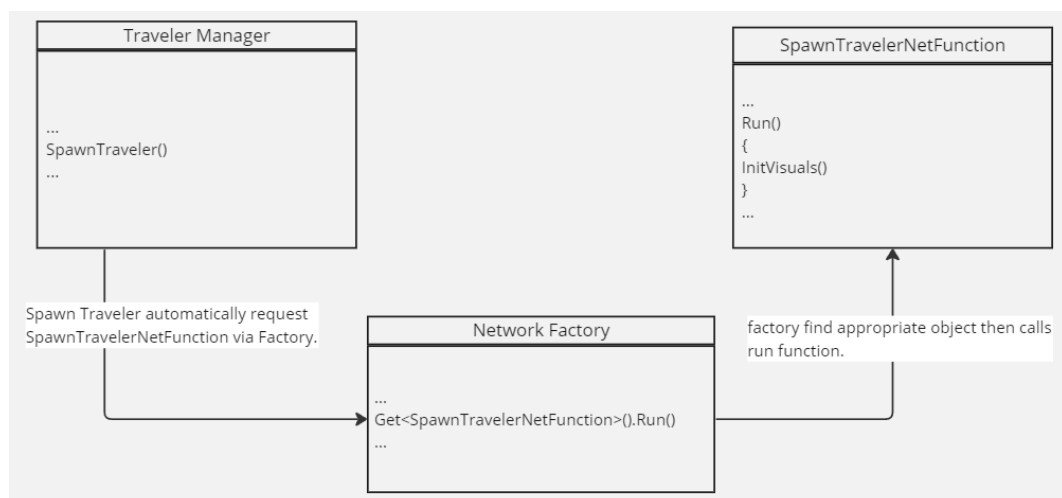 Traveler Manager
...
SpawnTraveler()
...
Spawn Traveler automatically request
SpawnTravelerNetFunction via Factory.
Network Factory
...
Get<SpawnTravelerNetFunction>().Run()
...
factory find appropriate object then calls
run function.
SpawnTravelerNetFunction
...
Run()
{
InitVisuals()
}
...